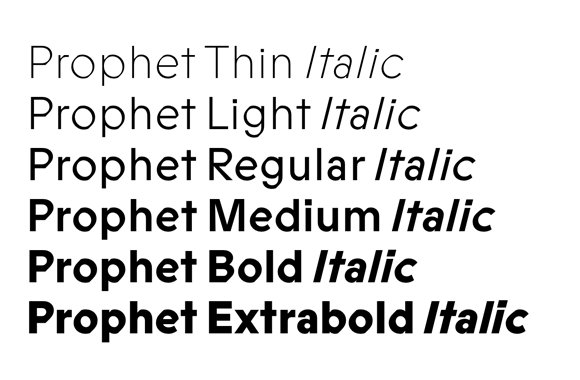 Prophet Thin Italic
Prophet Light Italic
Prophet Regular Italic
Prophet Medium Italic
Prophet Bold Italic
Prophet Extrabold Italic